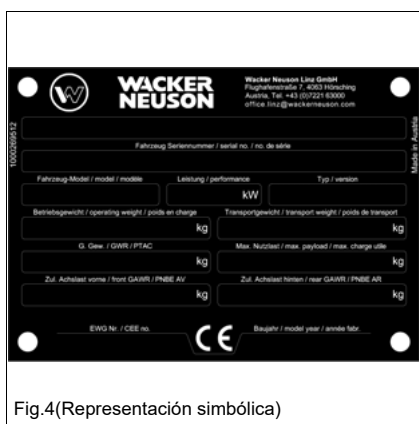 WACKER
NEUSON
Wacker Neuson Linz GmbH
Flughafenstraße 7, 4063 Hörsching
Austria, Tel. +43 (0)7221 63000
office.linz@wackerneuson.com
1000269512
Made in Austria
Fahrzeug Seriennummer / serial no. / no. de série
Fahrzeug-Model / model / modèle Leistung / performance Typ / version
kW
Betriebsgewicht / operating weight / poids en charge Transportgewicht / transport weight / poids de transport
kg kg
G. Gew. / GWR / PTAC Max. Nutzlast / max. payload / max. charge utile
kg kg
Zul. Achslast vorne / front GAWR / PNBE AV Zul. Achslast hinten / rear GAWR / PNBE AR
kg kg
EWG Nr. / CEE no. CE Baujahr / model year / année fabr.
Fig.4(Representación simbólica)